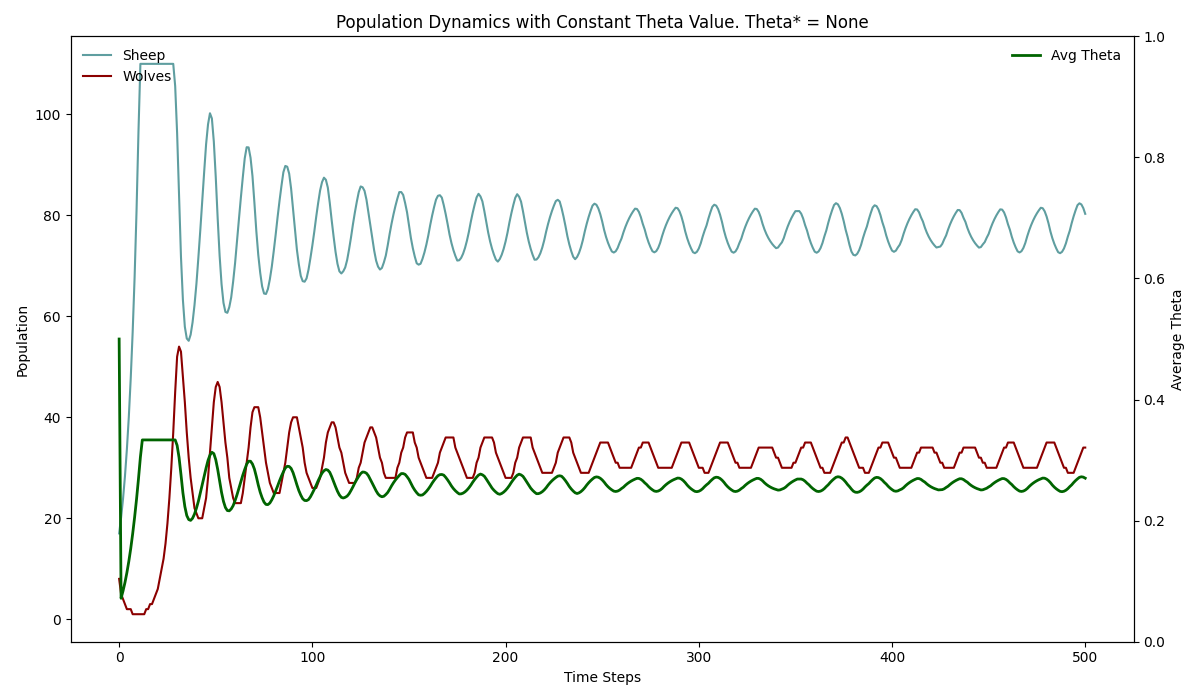 Population Dynamics with Constant Theta Value. Theta* = None
Sheep
Wolves
Avg Theta
Population
100
80
60
40
20
0
1.0
0.8
0.6
0.4
0.2
0.0
Average Theta
0
100
200
300
400
500
Time Steps